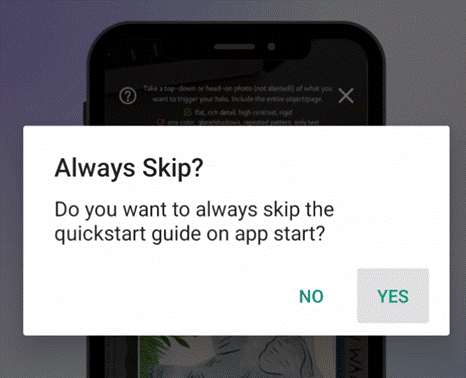 Take a top-down or head-on photo (not slanted!) of what
you want to trigger your halo. Include the entire object/page.
flat, rich detail, high contrast, rigid
one color, glare/shadows, repeated pattern, only text
Always Skip?
Do you want to always skip the
quickstart guide on app start?
NO YES